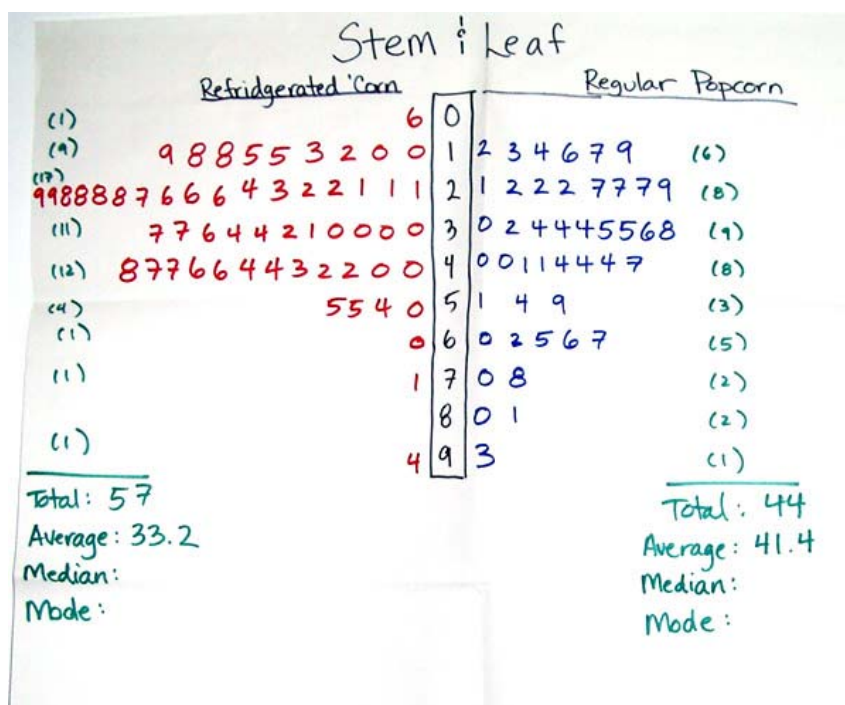 Stem & Leaf
Refridgerated 'Corn Regular Popcorn
(1) 6 0
(9) 9 8 8 5 5 3 2 0 0 1 2 3 4 6 7 9 (6)
(17) 9 9 8 8 8 8 7 6 6 6 4 3 2 2 1 1 1 2 1 2 2 2 7 7 7 9 (8)
(11) 7 7 6 4 4 2 1 0 0 0 0 3 0 2 4 4 4 5 5 6 8 (9)
(12) 8 7 7 6 6 4 4 3 2 2 0 0 4 0 0 1 1 4 4 4 7 (8)
(4) 5 5 4 0 5 1 4 9 (3)
(1) 0 6 0 2 5 6 7 (5)
(1) 1 7 0 8 (2)
8 0 1 (2)
(1) 4 9 3 (1)
Total: 57 Total: 44
Average: 33.2 Average: 41.4
Median: Median:
Mode: Mode: